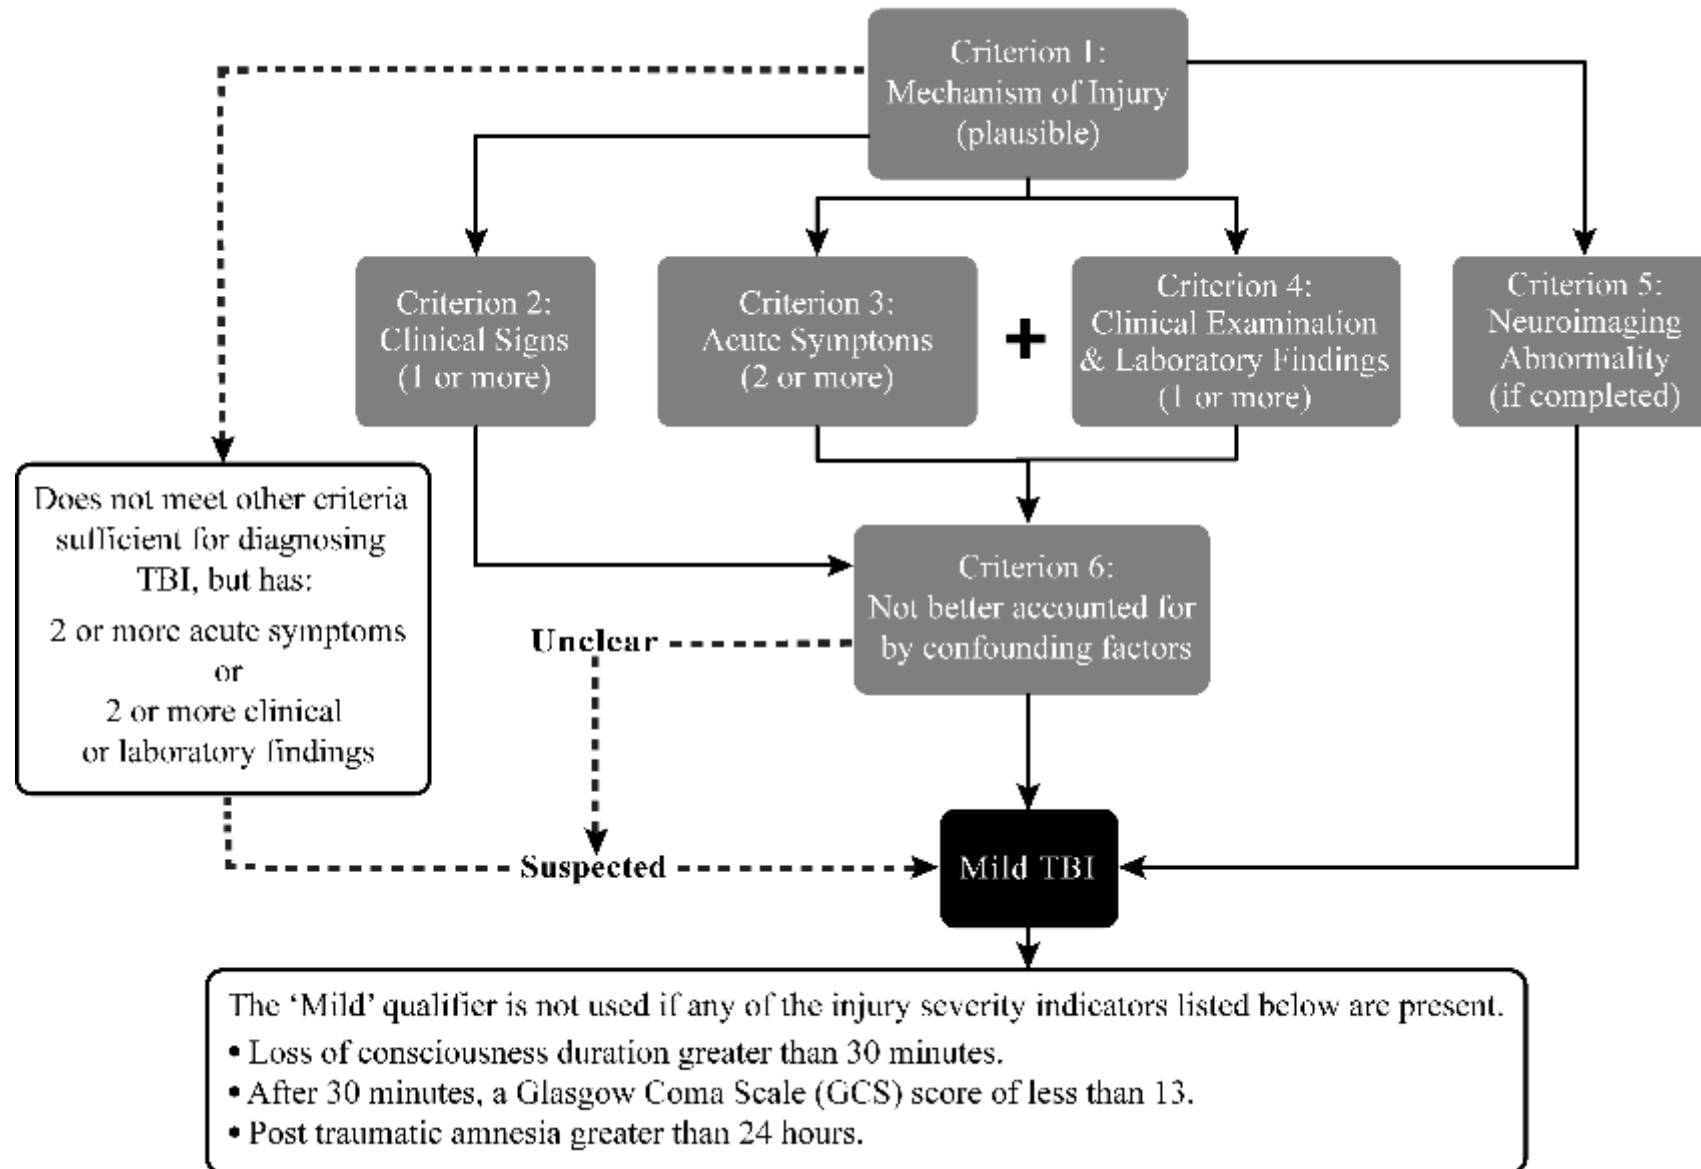 Criterion 1:
Mechanism of Injury
(plausible)
Criterion 2:
Clinical Signs
(1 or more)
Criterion 3:
Acute Symptoms
(2 or more)
+
Criterion 4:
Clinical Examination
& Laboratory Findings
(1 or more)
Criterion 5:
Neuroimaging
Abnormality
(if completed)
Does not meet other criteria
sufficient for diagnosing
TBI, but has:
2 or more acute symptoms
or
2 or more clinical
or laboratory findings
Criterion 6:
Not better accounted for
by confounding factors
Unclear
Suspected
Mild TBI
The ‘Mild’ qualifier is not used if any of the injury severity indicators listed below are present.
• Loss of consciousness duration greater than 30 minutes.
• After 30 minutes, a Glasgow Coma Scale (GCS) score of less than 13.
• Post traumatic amnesia greater than 24 hours.